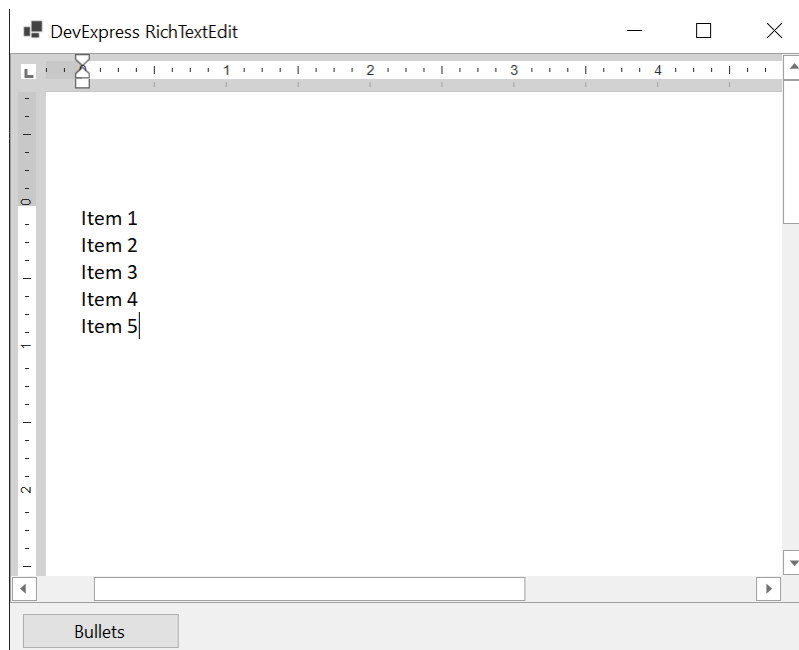 DevExpress RichTextEdit
L
0 1 2 3 4
0
1
2
Item 1
Item 2
Item 3
Item 4
Item 5
Bullets